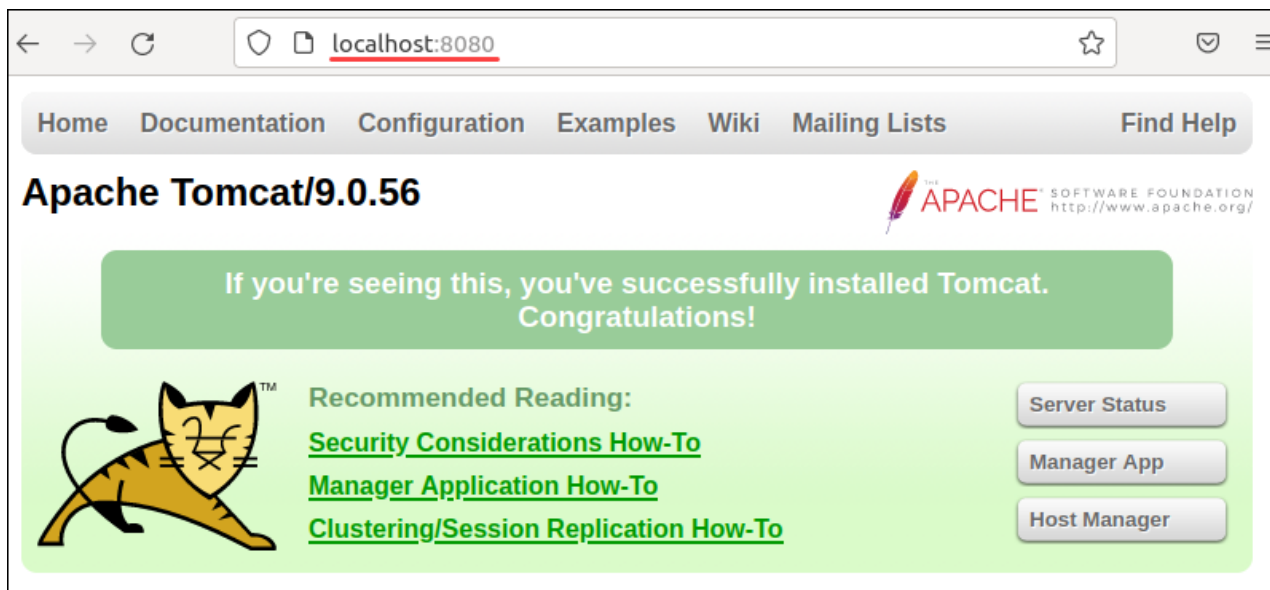 localhost:8080
Home Documentation Configuration Examples Wiki Mailing Lists Find Help
Apache Tomcat/9.0.56
THE
APACHE® SOFTWARE FOUNDATION
http://www.apache.org/
If you're seeing this, you've successfully installed Tomcat.
Congratulations!
TM
Recommended Reading:
Security Considerations How-To
Manager Application How-To
Clustering/Session Replication How-To
Server Status
Manager App
Host Manager